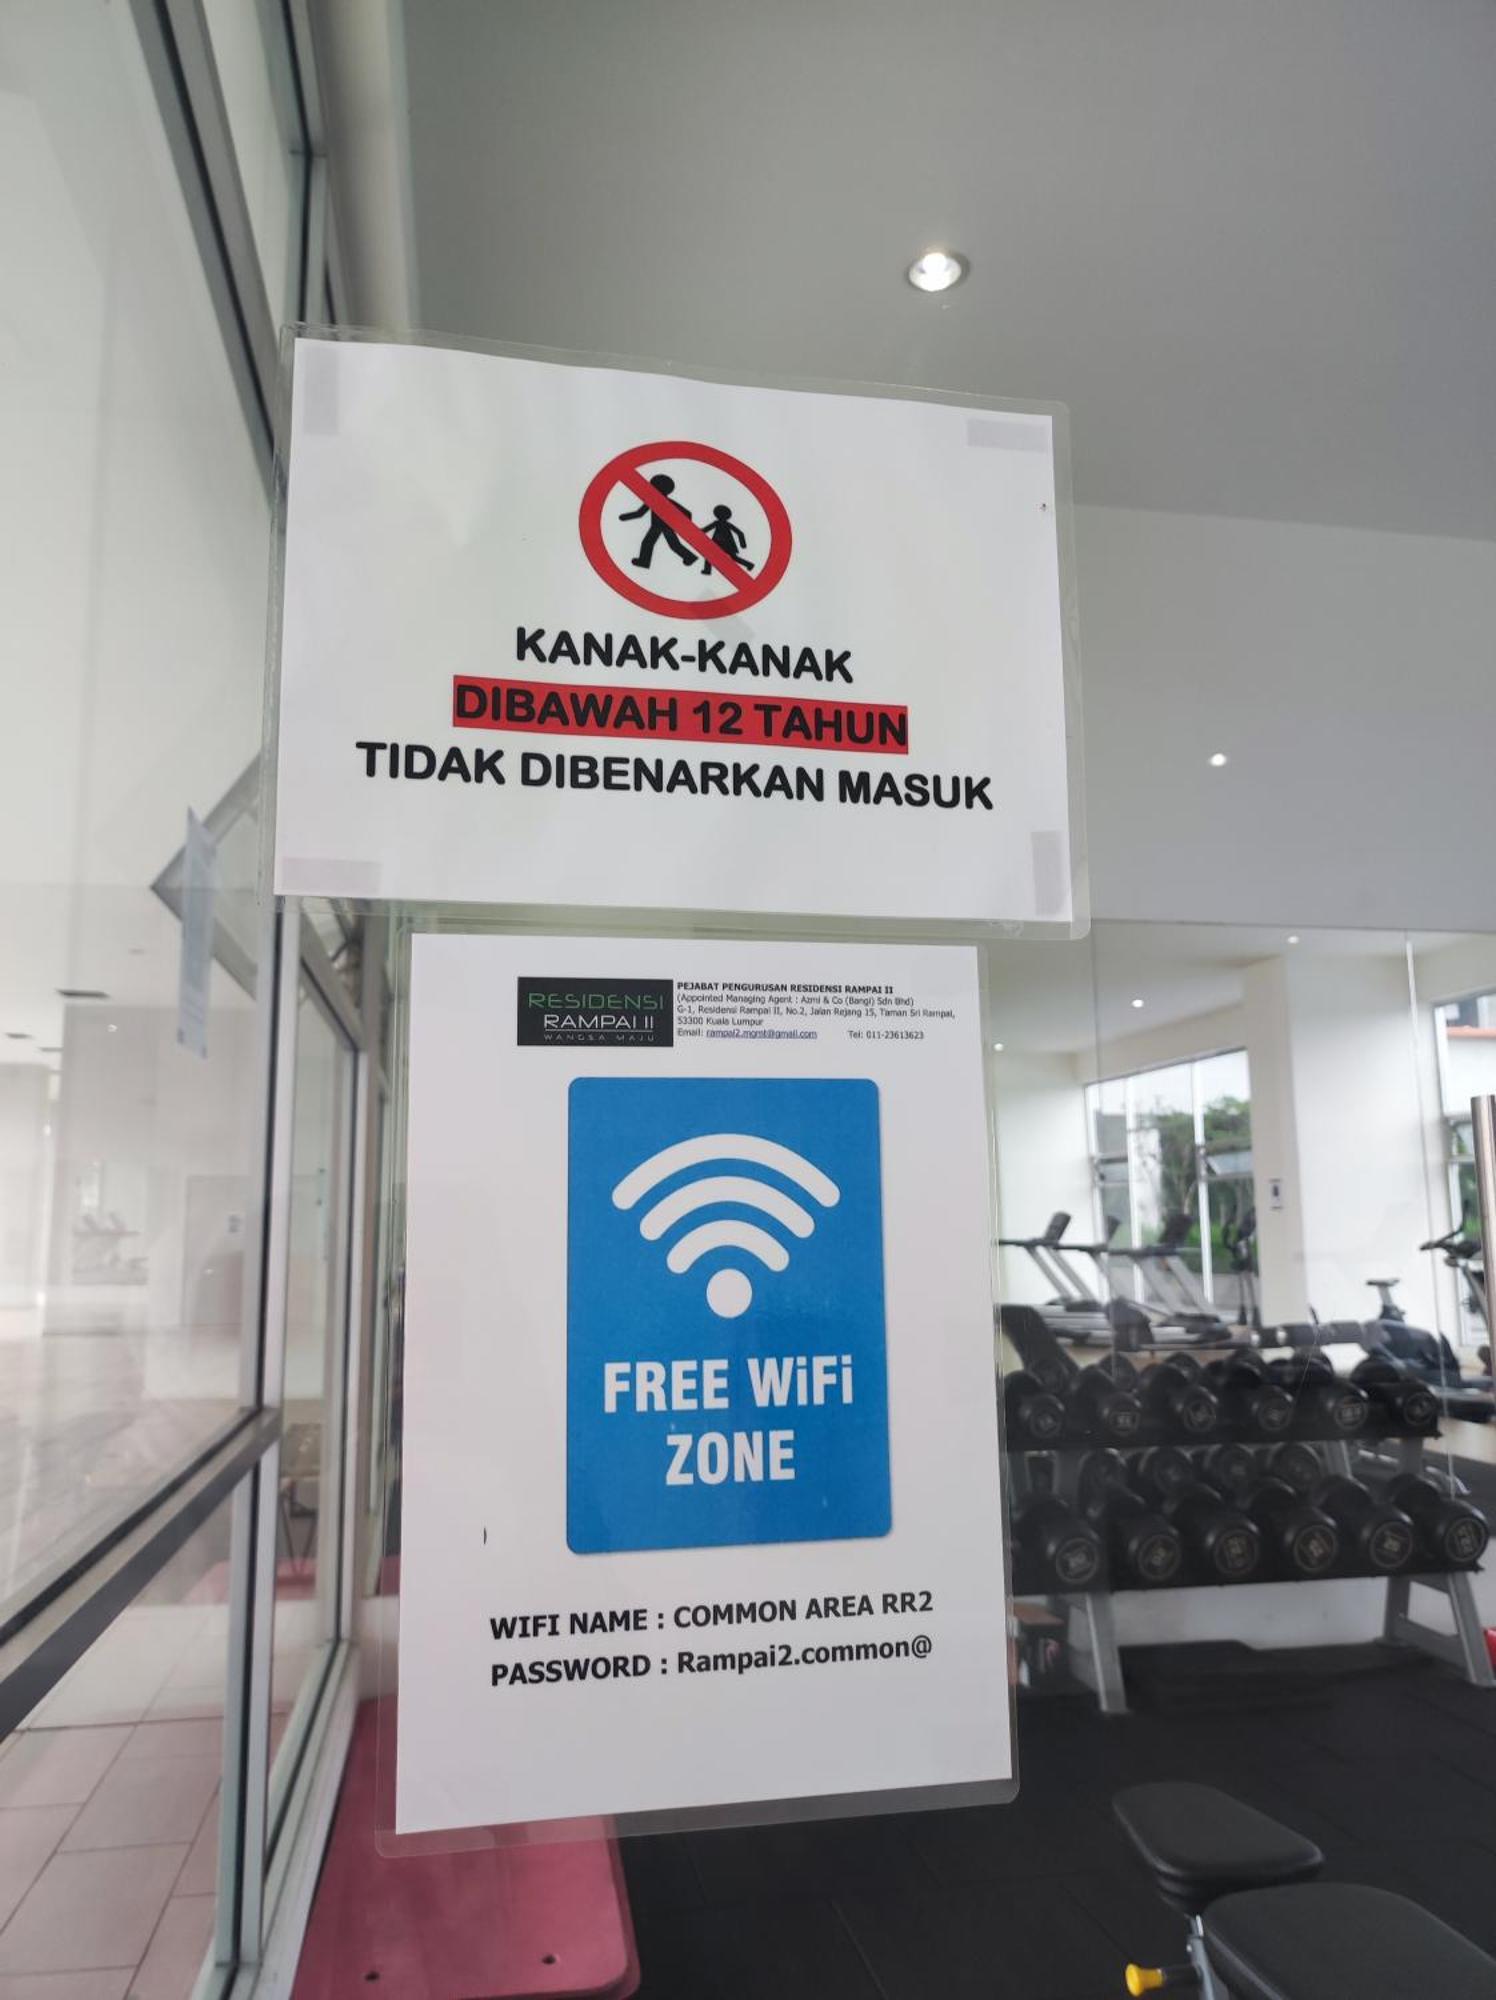 KANAK-KANAK
DIBAWAH 12 TAHUN
TIDAK DIBENARKAN MASUK
RESIDENSI
RAMPAI II
WANGSA MAJU
PEJABAT PENGURUSAN RESIDENSI RAMPAI II
(Appointed Managing Agent : Azmi & Co (Bangi) Sdn Bhd)
G-1, Residensi Rampai II, No.2, Jalan Rejang 15, Taman Sri Rampai,
53300 Kuala Lumpur
Email: rampai2.mgmt@gmail.com Tel: 011-23613623
FREE WiFi
ZONE
WIFI NAME : COMMON AREA RR2
PASSWORD : Rampai2.common@